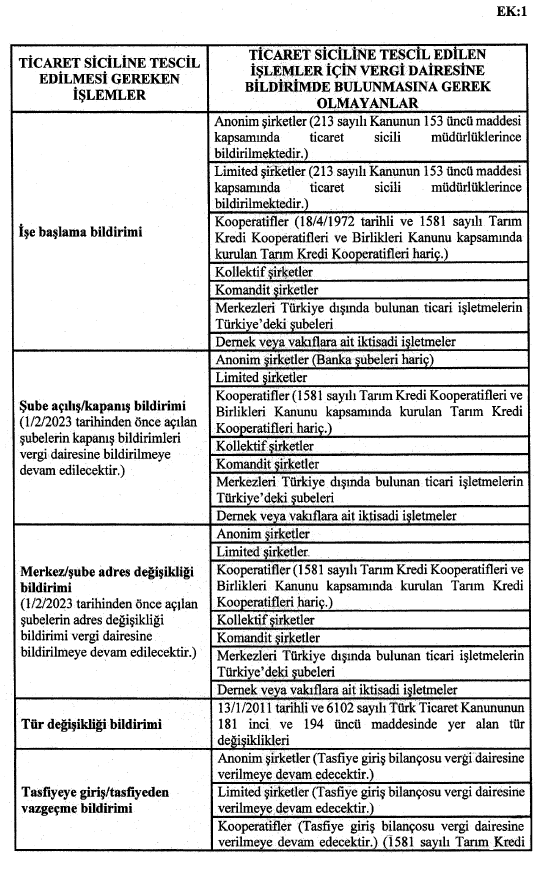 EK:1
TİCARET SİCİLİNE TESCİL
EDİLMESİ GEREKEN
İŞLEMLER
TİCARET SİCİLİNE TESCİL EDİLEN
İŞLEMLER İÇİN VERGİ DAİRESİNE
BİLDİRİMDE BULUNMASINA GEREK
OLMAYANLAR
İşe başlama bildirimi
Anonim şirketler (213 sayılı Kanunun 153 üncü maddesi
kapsamında ticaret sicili müdürlüklerince
bildirilmektedir.)
Limited şirketler (213 sayılı Kanunun 153 üncü maddesi
kapsamında ticaret sicili müdürlüklerince
bildirilmektedir.)
Kooperatifler (18/4/1972 tarihli ve 1581 sayılı Tarım
Kredi Kooperatifleri ve Birlikleri Kanunu kapsamında
kurulan Tarım Kredi Kooperatifleri hariç.)
Kollektif şirketler
Komandit şirketler
Merkezleri Türkiye dışında bulunan ticari işletmelerin
Türkiye'deki şubeleri
Dernek veya vakıflara ait iktisadi işletmeler
Şube açılış/kapanış bildirimi
(1/2/2023 tarihinden önce açılan
şubelerin kapanış bildirimleri
vergi dairesine bildirilmeye
devam edilecektir.)
Anonim şirketler (Banka şubeleri hariç)
Limited şirketler
Kooperatifler (1581 sayılı Tarım Kredi Kooperatifleri ve
Birlikleri Kanunu kapsamında kurulan Tarım Kredi
Kooperatifleri hariç.)
Kollektif şirketler
Komandit şirketler
Merkezleri Türkiye dışında bulunan ticari işletmelerin
Türkiye'deki şubeleri
Dernek veya vakıflara ait iktisadi işletmeler
Merkez/şube adres değişikliği
bildirimi
(1/2/2023 tarihinden önce açılan
şubelerin adres değişikliği
bildirimi vergi dairesine
bildirilmeye devam edilecektir.)
Anonim şirketler
Limited şirketler
Kooperatifler (1581 sayılı Tarım Kredi Kooperatifleri ve
Birlikleri Kanunu kapsamında kurulan Tarım Kredi
Kooperatifleri hariç.)
Kollektif şirketler
Komandit şirketler
Merkezleri Türkiye dışında bulunan ticari işletmelerin
Türkiye'deki şubeleri
Dernek veya vakıflara ait iktisadi işletmeler
Tür değişikliği bildirimi
13/1/2011 tarihli ve 6102 sayılı Türk Ticaret Kanununun
181 inci ve 194 üncü maddesinde yer alan tür
değişiklikleri
Tasfiyeye giriş/tasfiyeden
vazgeçme bildirimi
Anonim şirketler (Tasfiye giriş bilançosu vergi dairesine
verilmeye devam edecektir.)
Limited şirketler (Tasfiye giriş bilançosu vergi dairesine
verilmeye devam edecektir.)
Kooperatifler (Tasfiye giriş bilançosu vergi dairesine
verilmeye devam edecektir.) (1581 sayılı Tarım Kredi